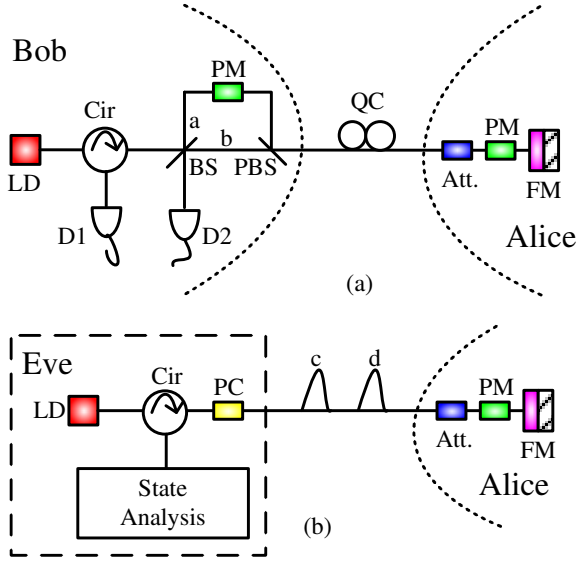 Bob
PM
Cir
a
b
QC
PM
LD
BS
PBS
Att.
FM
D1
D2
Alice
(a)
Eve
Cir
PC
c
d
PM
LD
Att.
FM
State
Analysis
Alice
(b)